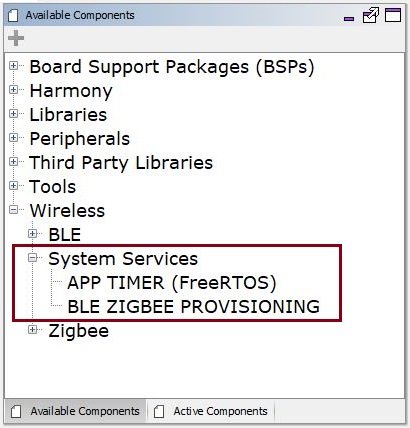 Available Components
Board Support Packages (BSPs)
Harmony
Libraries
Peripherals
Third Party Libraries
Tools
Wireless
BLE
System Services
APP TIMER (FreeRTOS)
BLE ZIGBEE PROVISIONING
Zigbee
Available Components Active Components